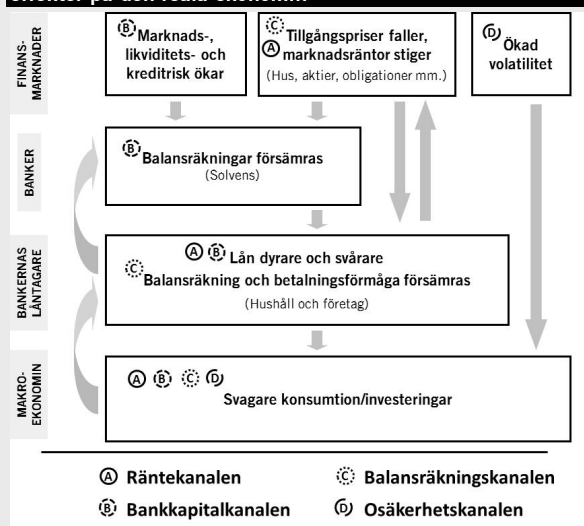 effekter på den reala ekonomin
FINANS-
MARKNADER
Ⓑ Marknads-,
likviditets- och
kreditrisk ökar
Ⓒ Tillgångspriser faller,
Ⓐ marknadsräntor stiger
(Hus, aktier, obligationer mm.)
Ⓓ Ökad
volatilitet
BANKER
Ⓑ Balansräkningar försämras
(Solvens)
BANKERNAS
LÅNTAGARE
Ⓐ Ⓑ Lån dyrare och svårare
Ⓒ Balansräkning och betalningsförmåga försämras
(Hushåll och företag)
MAKRO-
EKONOMIN
Ⓐ Ⓑ Ⓒ Ⓓ
Svagare konsumtion/investeringar
Ⓐ Räntekanalen
Ⓒ Balansräkningskanalen
Ⓑ Bankkapitalkanalen
Ⓓ Osäkerhetskanalen